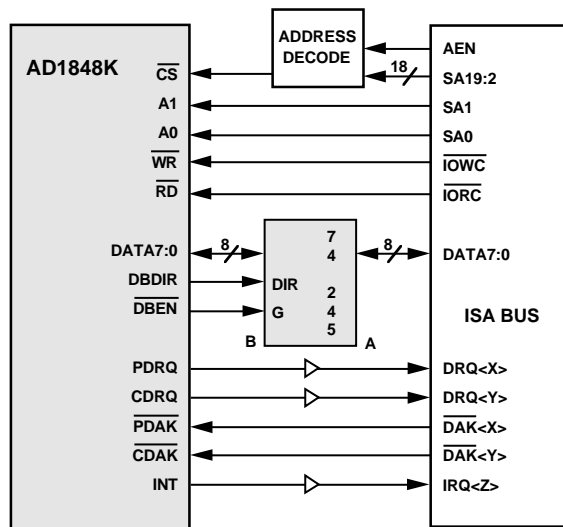 ADDRESS
DECODE
AD1848K
CS
A1
A0
WR
RD
DATA7:0
DBDIR
DBEN
PDRQ
CDRQ
PDAK
CDAK
INT
18
8
7
4
2
4
5
DIR
G
B
A
8
AEN
SA19:2
SA1
SA0
IOWC
IORC
DATA7:0
ISA BUS
DRQ<X>
DRQ<Y>
DAK<X>
DAK<Y>
IRQ<Z>